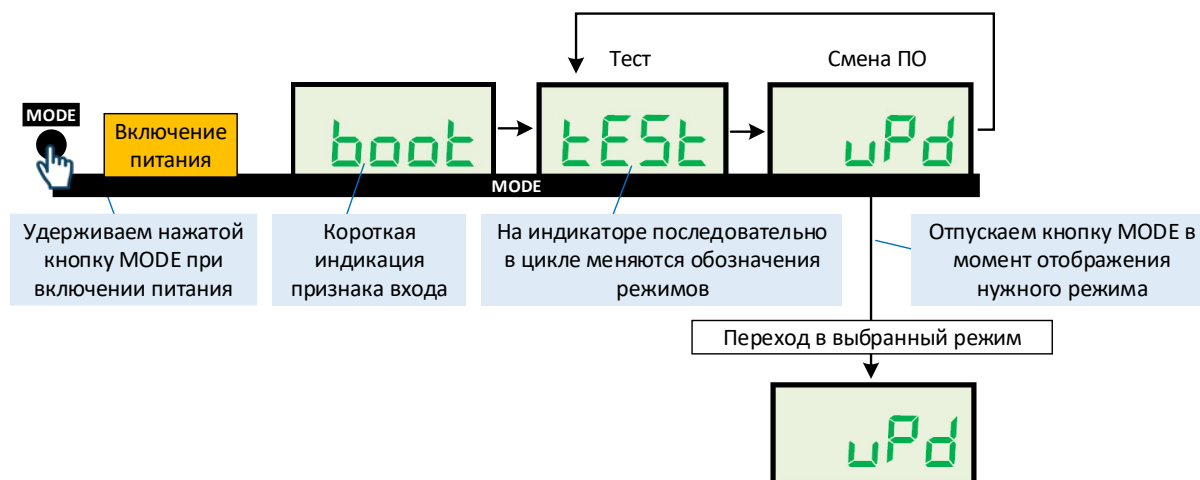 Тест
Смена ПО
MODE
Включение
питания
boot
tESt
uPd
MODE
Удерживаем нажатой
кнопку MODE при
включении питания
Короткая
индикация
признака входа
На индикаторе последовательно
в цикле меняются обозначения
режимов
Отпускаем кнопку MODE в
момент отображения
нужного режима
Переход в выбранный режим
uPd